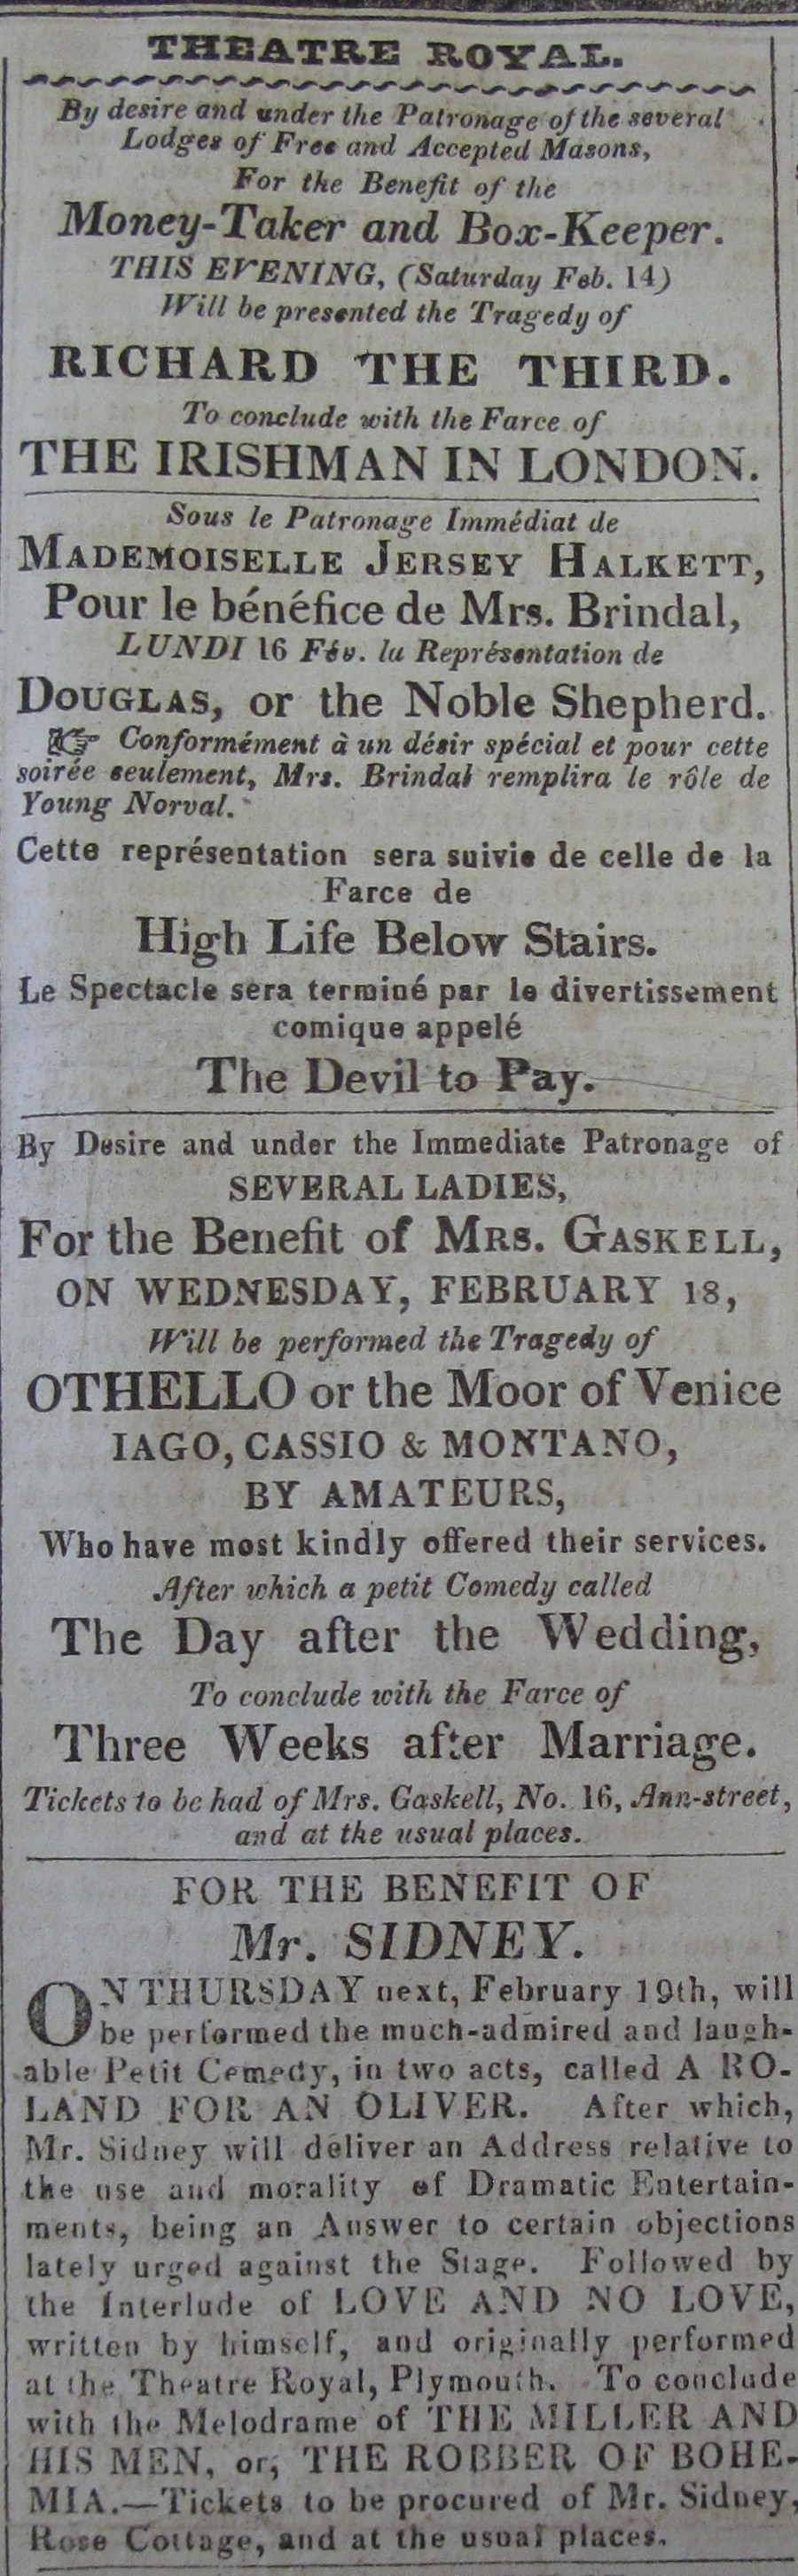 THEATRE ROYAL.
By desire and under the Patronage of the several
Lodges of Free and Accepted Masons,
For the Benefit of the
Money-Taker and Box-Keeper.
THIS EVENING, (Saturday Feb. 14)
Will be presented the Tragedy of
RICHARD THE THIRD.
To conclude with the Farce of
THE IRISHMAN IN LONDON.
Sous le Patronage Immédiat de
MADEMOISELLE JERSEY HALKETT,
Pour le bénéfice de Mrs. Brindal,
LUNDI 16 Fév. la Représentation de
DOUGLAS, or the Noble Shepherd.
☞ Conformément à un désir spécial et pour cette
soirée seulement, Mrs. Brindal remplira le rôle de
Young Norval.
Cette représentation sera suivie de celle de la
Farce de
High Life Below Stairs.
Le Spectacle sera terminé par le divertissement
comique appelé
The Devil to Pay.
By Desire and under the Immediate Patronage of
SEVERAL LADIES,
For the Benefit of MRS. GASKELL,
ON WEDNESDAY, FEBRUARY 18,
Will be performed the Tragedy of
OTHELLO or the Moor of Venice
IAGO, CASSIO & MONTANO,
BY AMATEURS,
Who have most kindly offered their services.
After which a petit Comedy called
The Day after the Wedding,
To conclude with the Farce of
Three Weeks after Marriage.
Tickets to be had of Mrs. Gaskell, No. 16, Ann-street,
and at the usual places.
FOR THE BENEFIT OF
Mr. SIDNEY.
ON THURSDAY next, February 19th, will
be performed the much-admired and laugh-
able Petit Comedy, in two acts, called A RO-
LAND FOR AN OLIVER. After which,
Mr. Sidney will deliver an Address relative to
the use and morality of Dramatic Entertain-
ments, being an Answer to certain objections
lately urged against the Stage. Followed by
the Interlude of LOVE AND NO LOVE,
written by himself, and originally performed
at the Theatre Royal, Plymouth. To conclude
with the Melodrame of THE MILLER AND
HIS MEN, or, THE ROBBER OF BOHE-
MIA.—Tickets to be procured of Mr. Sidney,
Rose Cottage, and at the usual places.